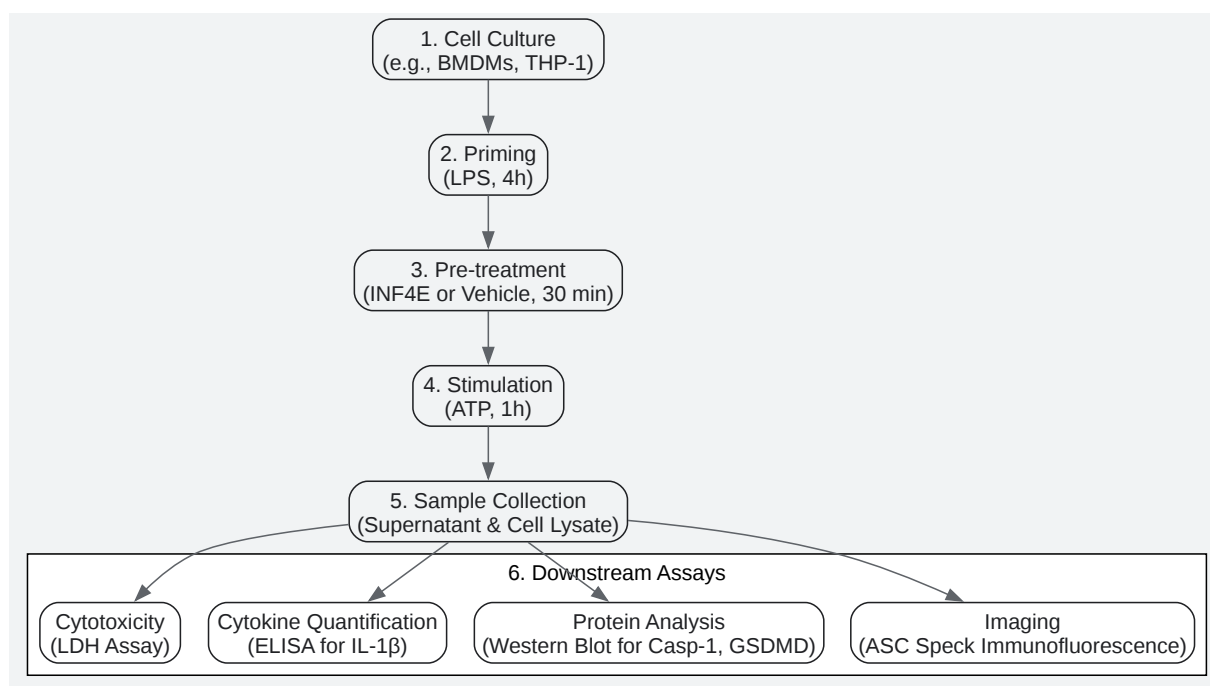 1. Cell Culture
(e.g., BMDMs, THP-1)
2. Priming
(LPS, 4h)
3. Pre-treatment
(INF4E or Vehicle, 30 min)
4. Stimulation
(ATP, 1h)
5. Sample Collection
(Supernatant & Cell Lysate)
6. Downstream Assays
Cytotoxicity
(LDH Assay)
Cytokine Quantification
(ELISA for IL-1β)
Protein Analysis
(Western Blot for Casp-1, GSDMD)
Imaging
(ASC Speck Immunofluorescence)